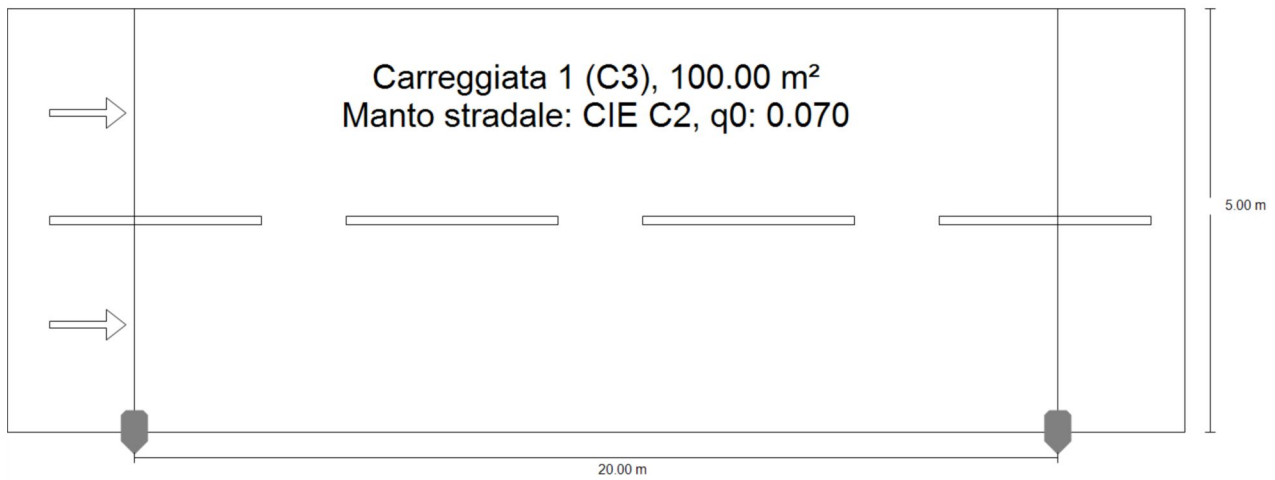 Carreggiata 1 (C3), 100.00 m²
Manto stradale: CIE C2, q0: 0.070
5.00 m
20.00 m